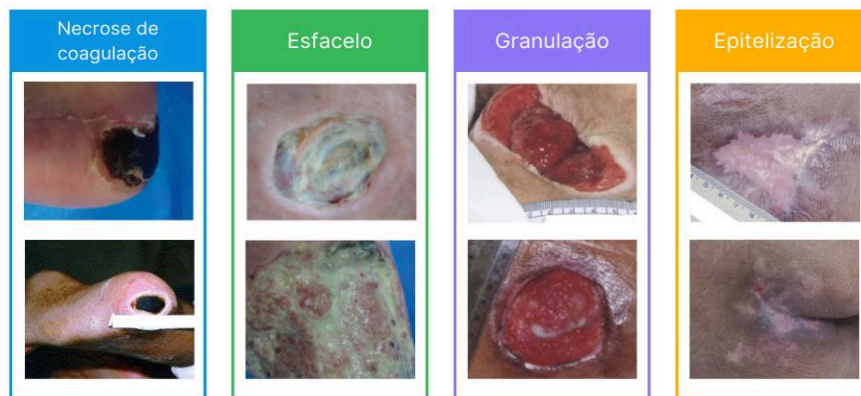 Necrose de
coagulação
Esfacelo
Granulação
Epitelização